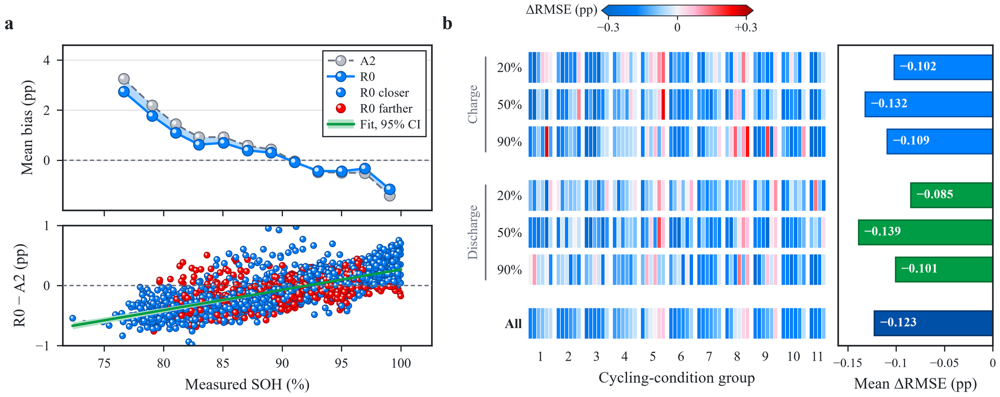 a
Mean bias (pp)
4
2
0
A2
R0
R0 closer
R0 farther
Fit, 95% CI
R0 − A2 (pp)
1
0
−1
75 80 85 90 95 100
Measured SOH (%)
b
ΔRMSE (pp)
−0.3 0 +0.3
Charge
20%
50%
90%
Discharge
20%
50%
90%
All
1 2 3 4 5 6 7 8 9 10 11
Cycling-condition group
−0.102
−0.132
−0.109
−0.085
−0.139
−0.101
−0.123
−0.15 −0.1 −0.05 0
Mean ΔRMSE (pp)